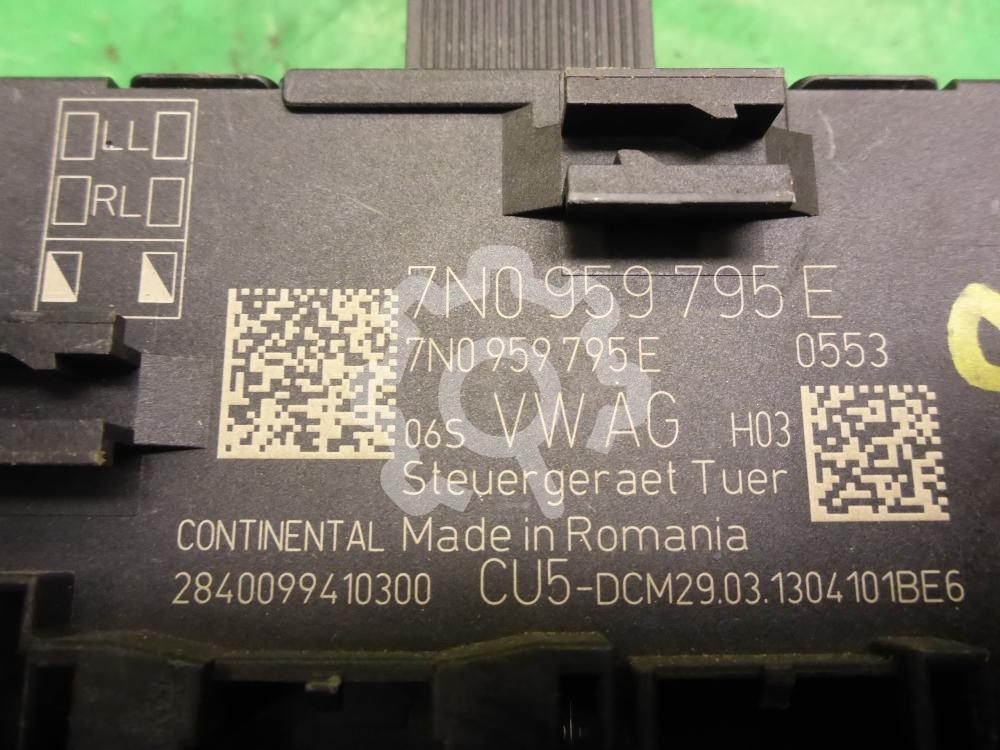 LL
RL
7N0 959 795 E
7N0 959 795 E 0553
06S VW AG H03
Steuergeraet Tuer
CONTINENTAL Made in Romania
2840099410300 CU5-DCM29.03.1304101BE6